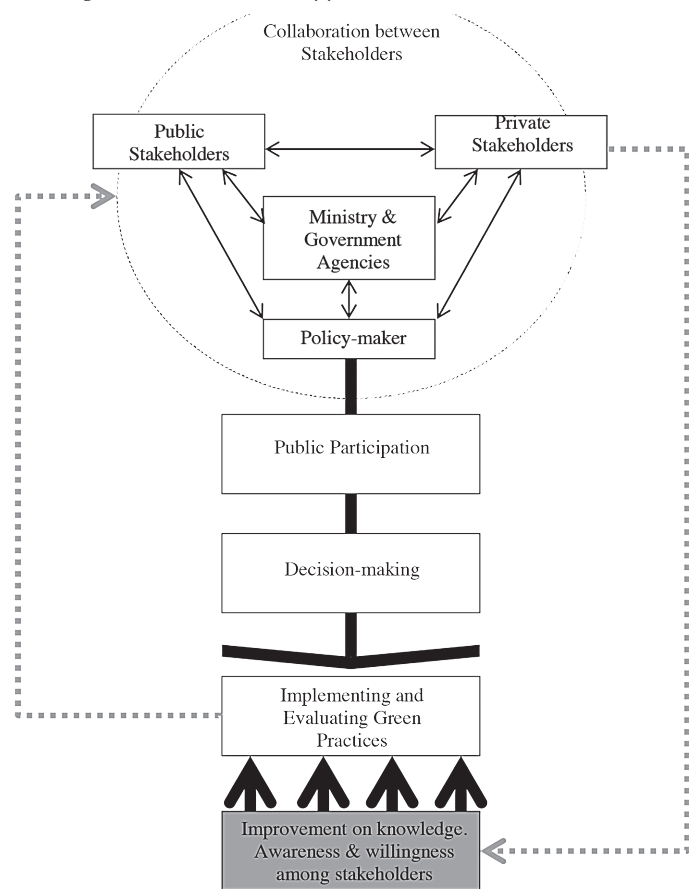 Collaboration between
Stakeholders
Public
Stakeholders
Private
Stakeholders
Ministry &
Government
Agencies
Policy-maker
Public Participation
Decision-making
Implementing and
Evaluating Green
Practices
Improvement on knowledge.
Awareness & willingness
among stakeholders